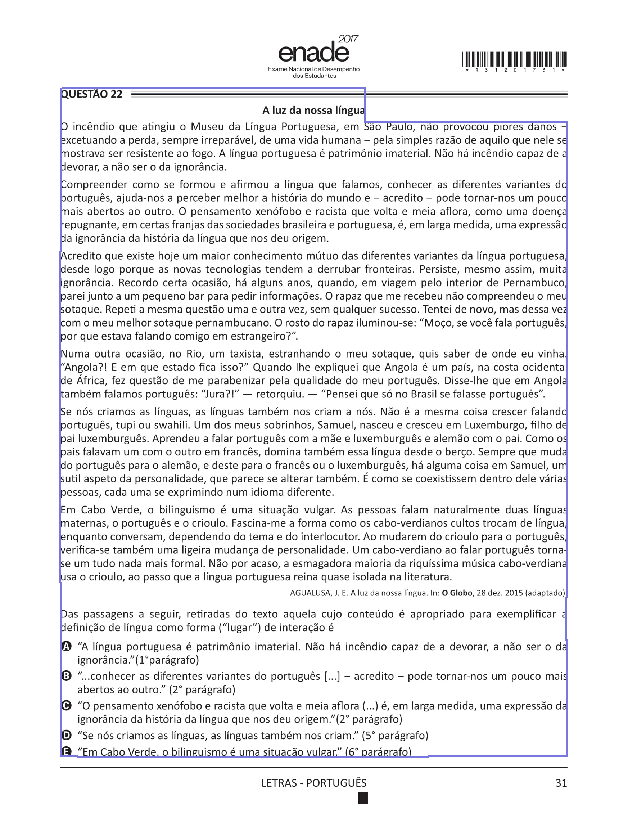 2017
enade
Exame Nacional de Desempenho
dos Estudantes
*R31201731*
QUESTÃO 22
A luz da nossa língua
O incêndio que atingiu o Museu da Língua Portuguesa, em São Paulo, não provocou piores danos –
excetuando a perda, sempre irreparável, de uma vida humana – pela simples razão de aquilo que nele se
mostrava ser resistente ao fogo. A língua portuguesa é patrimônio imaterial. Não há incêndio capaz de a
devorar, a não ser o da ignorância.
Compreender como se formou e afirmou a língua que falamos, conhecer as diferentes variantes do
português, ajuda-nos a perceber melhor a história do mundo e – acredito – pode tornar-nos um pouco
mais abertos ao outro. O pensamento xenófobo e racista que volta e meia aflora, como uma doença
repugnante, em certas franjas das sociedades brasileira e portuguesa, é, em larga medida, uma expressão
da ignorância da história da língua que nos deu origem.
Acredito que existe hoje um maior conhecimento mútuo das diferentes variantes da língua portuguesa,
desde logo porque as novas tecnologias tendem a derrubar fronteiras. Persiste, mesmo assim, muita
ignorância. Recordo certa ocasião, há alguns anos, quando, em viagem pelo interior de Pernambuco,
parei junto a um pequeno bar para pedir informações. O rapaz que me recebeu não compreendeu o meu
sotaque. Repeti a mesma questão uma e outra vez, sem qualquer sucesso. Tentei de novo, mas dessa vez
com o meu melhor sotaque pernambucano. O rosto do rapaz iluminou-se: “Moço, se você fala português,
por que estava falando comigo em estrangeiro?”.
Numa outra ocasião, no Rio, um taxista, estranhando o meu sotaque, quis saber de onde eu vinha.
“Angola?! E em que estado fica isso?” Quando lhe expliquei que Angola é um país, na costa ocidental
de África, fez questão de me parabenizar pela qualidade do meu português. Disse-lhe que em Angola
também falamos português: “Jura?!” — retorquiu. — “Pensei que só no Brasil se falasse português”.
Se nós criamos as línguas, as línguas também nos criam a nós. Não é a mesma coisa crescer falando
português, tupi ou swahili. Um dos meus sobrinhos, Samuel, nasceu e cresceu em Luxemburgo, filho de
pai luxemburguês. Aprendeu a falar português com a mãe e luxemburguês e alemão com o pai. Como os
pais falavam um com o outro em francês, domina também essa língua desde o berço. Sempre que muda
do português para o alemão, e deste para o francês ou o luxemburguês, há alguma coisa em Samuel, um
sutil aspeto da personalidade, que parece se alterar também. É como se coexistissem dentro dele várias
pessoas, cada uma se exprimindo num idioma diferente.
Em Cabo Verde, o bilinguismo é uma situação vulgar. As pessoas falam naturalmente duas línguas
maternas, o português e o crioulo. Fascina-me a forma como os cabo-verdianos cultos trocam de língua,
enquanto conversam, dependendo do tema e do interlocutor. Ao mudarem do crioulo para o português,
verifica-se também uma ligeira mudança de personalidade. Um cabo-verdiano ao falar português torna-
se um tudo nada mais formal. Não por acaso, a esmagadora maioria da riquíssima música cabo-verdiana
usa o crioulo, ao passo que a língua portuguesa reina quase isolada na literatura.
AGUALUSA, J. E. A luz da nossa língua. In: O Globo, 28 dez. 2015 (adaptado).
Das passagens a seguir, retiradas do texto aquela cujo conteúdo é apropriado para exemplificar a
definição de língua como forma (“lugar”) de interação é
A “A língua portuguesa é patrimônio imaterial. Não há incêndio capaz de a devorar, a não ser o da
ignorância.”(1°parágrafo)
B “...conhecer as diferentes variantes do português [...] – acredito – pode tornar-nos um pouco mais
abertos ao outro.” (2° parágrafo)
C “O pensamento xenófobo e racista que volta e meia aflora (...) é, em larga medida, uma expressão da
ignorância da história da língua que nos deu origem.”(2° parágrafo)
D “Se nós criamos as línguas, as línguas também nos criam.” (5° parágrafo)
E “Em Cabo Verde, o bilinguismo é uma situação vulgar.” (6° parágrafo)
LETRAS - PORTUGUÊS
31